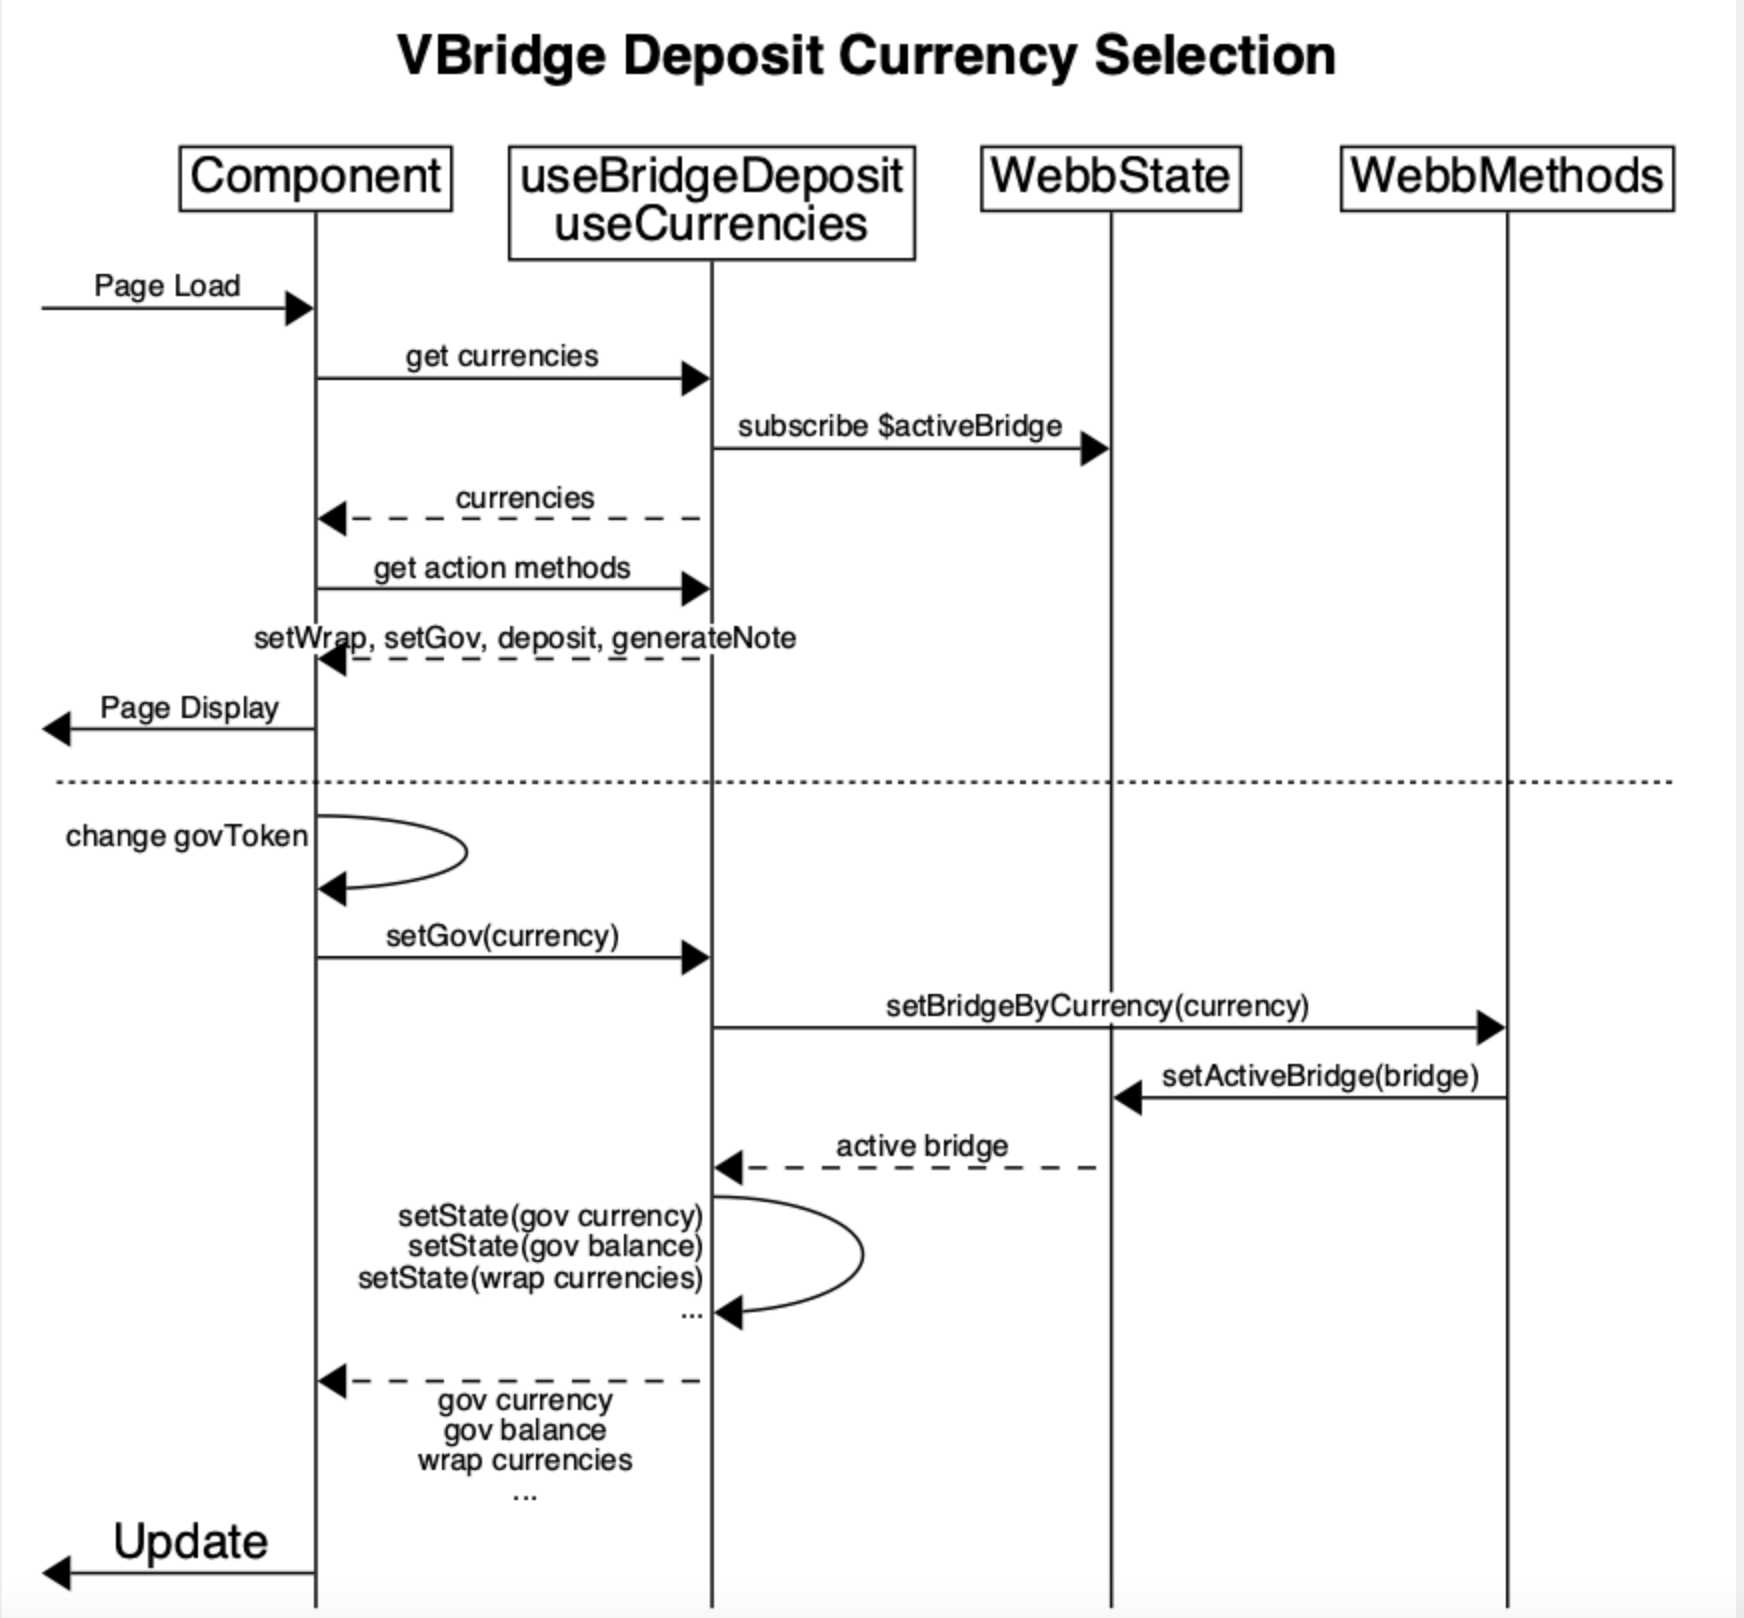 VBridge Deposit Currency Selection
Component
useBridgeDeposit
useCurrencies
WebbState
WebbMethods
Page Load
get currencies
subscribe $activeBridge
currencies
get action methods
setWrap, setGov, deposit, generateNote
Page Display
change govToken
setGov(currency)
setBridgeByCurrency(currency)
setActiveBridge(bridge)
active bridge
setState(gov currency)
setState(gov balance)
setState(wrap currencies)
...
gov currency
gov balance
wrap currencies
...
Update